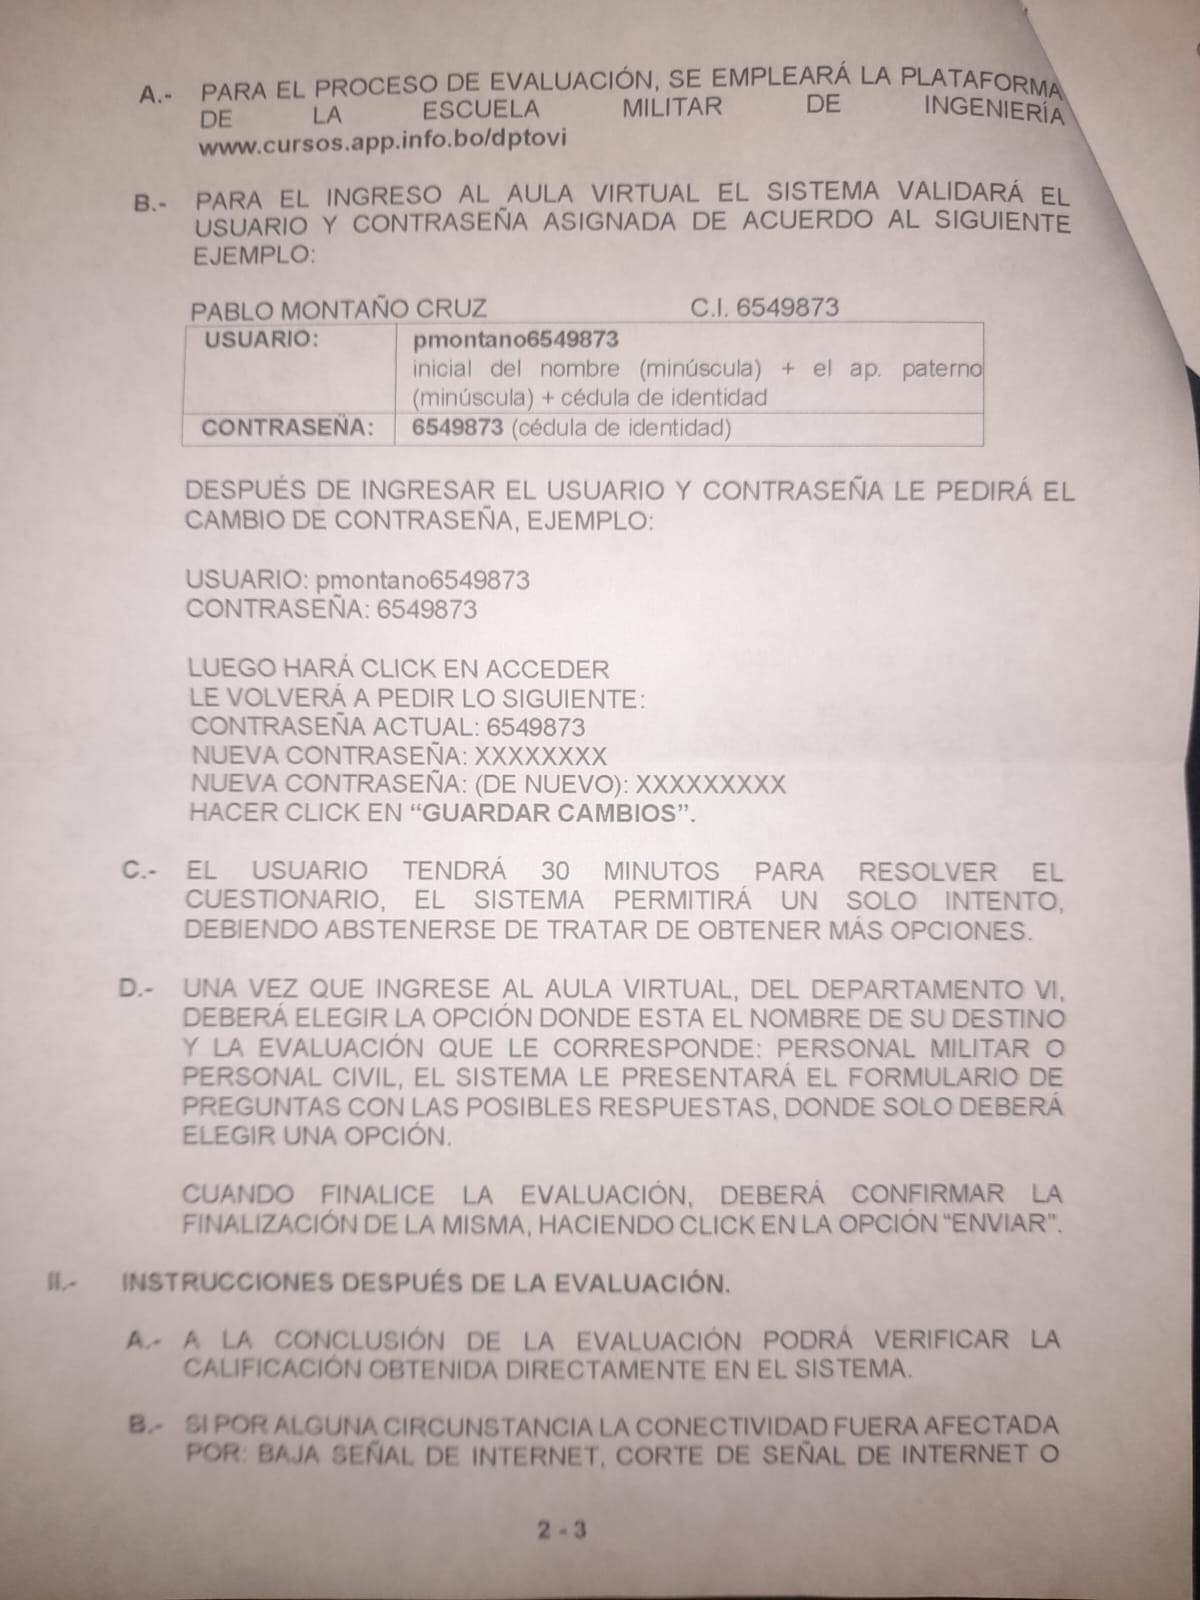 A.- PARA EL PROCESO DE EVALUACIÓN, SE EMPLEARÁ LA PLATAFORMA
DE LA ESCUELA MILITAR DE INGENIERÍA
www.cursos.app.info.bo/dptovi
B.- PARA EL INGRESO AL AULA VIRTUAL EL SISTEMA VALIDARÁ EL
USUARIO Y CONTRASEÑA ASIGNADA DE ACUERDO AL SIGUIENTE
EJEMPLO:
PABLO MONTAÑO CRUZ C.I. 6549873
USUARIO: pmontano6549873
inicial del nombre (minúscula) + el ap. paterno
(minúscula) + cédula de identidad
CONTRASEÑA: 6549873 (cédula de identidad)
DESPUÉS DE INGRESAR EL USUARIO Y CONTRASEÑA LE PEDIRÁ EL
CAMBIO DE CONTRASEÑA, EJEMPLO:
USUARIO: pmontano6549873
CONTRASEÑA: 6549873
LUEGO HARÁ CLICK EN ACCEDER
LE VOLVERÁ A PEDIR LO SIGUIENTE:
CONTRASEÑA ACTUAL: 6549873
NUEVA CONTRASEÑA: XXXXXXXX
NUEVA CONTRASEÑA: (DE NUEVO): XXXXXXXXX
HACER CLICK EN “GUARDAR CAMBIOS”.
C.- EL USUARIO TENDRÁ 30 MINUTOS PARA RESOLVER EL
CUESTIONARIO, EL SISTEMA PERMITIRÁ UN SOLO INTENTO,
DEBIENDO ABSTENERSE DE TRATAR DE OBTENER MÁS OPCIONES.
D.- UNA VEZ QUE INGRESE AL AULA VIRTUAL, DEL DEPARTAMENTO VI,
DEBERÁ ELEGIR LA OPCIÓN DONDE ESTA EL NOMBRE DE SU DESTINO
Y LA EVALUACIÓN QUE LE CORRESPONDE: PERSONAL MILITAR O
PERSONAL CIVIL, EL SISTEMA LE PRESENTARÁ EL FORMULARIO DE
PREGUNTAS CON LAS POSIBLES RESPUESTAS, DONDE SOLO DEBERÁ
ELEGIR UNA OPCIÓN.
CUANDO FINALICE LA EVALUACIÓN, DEBERÁ CONFIRMAR LA
FINALIZACIÓN DE LA MISMA, HACIENDO CLICK EN LA OPCIÓN “ENVIAR”.
II.- INSTRUCCIONES DESPUÉS DE LA EVALUACIÓN.
A.- A LA CONCLUSIÓN DE LA EVALUACIÓN PODRÁ VERIFICAR LA
CALIFICACIÓN OBTENIDA DIRECTAMENTE EN EL SISTEMA.
B.- SI POR ALGUNA CIRCUNSTANCIA LA CONECTIVIDAD FUERA AFECTADA
POR: BAJA SEÑAL DE INTERNET, CORTE DE SEÑAL DE INTERNET O
2 - 3